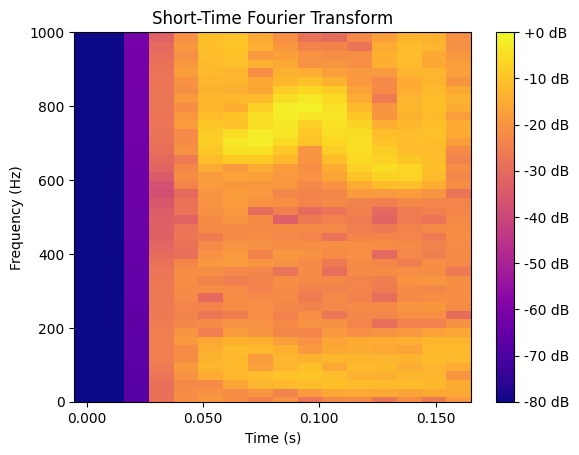 Short-Time Fourier Transform
Frequency (Hz)
1000
800
600
400
200
0
0.000
0.050
0.100
0.150
Time (s)
+0 dB
-10 dB
-20 dB
-30 dB
-40 dB
-50 dB
-60 dB
-70 dB
-80 dB